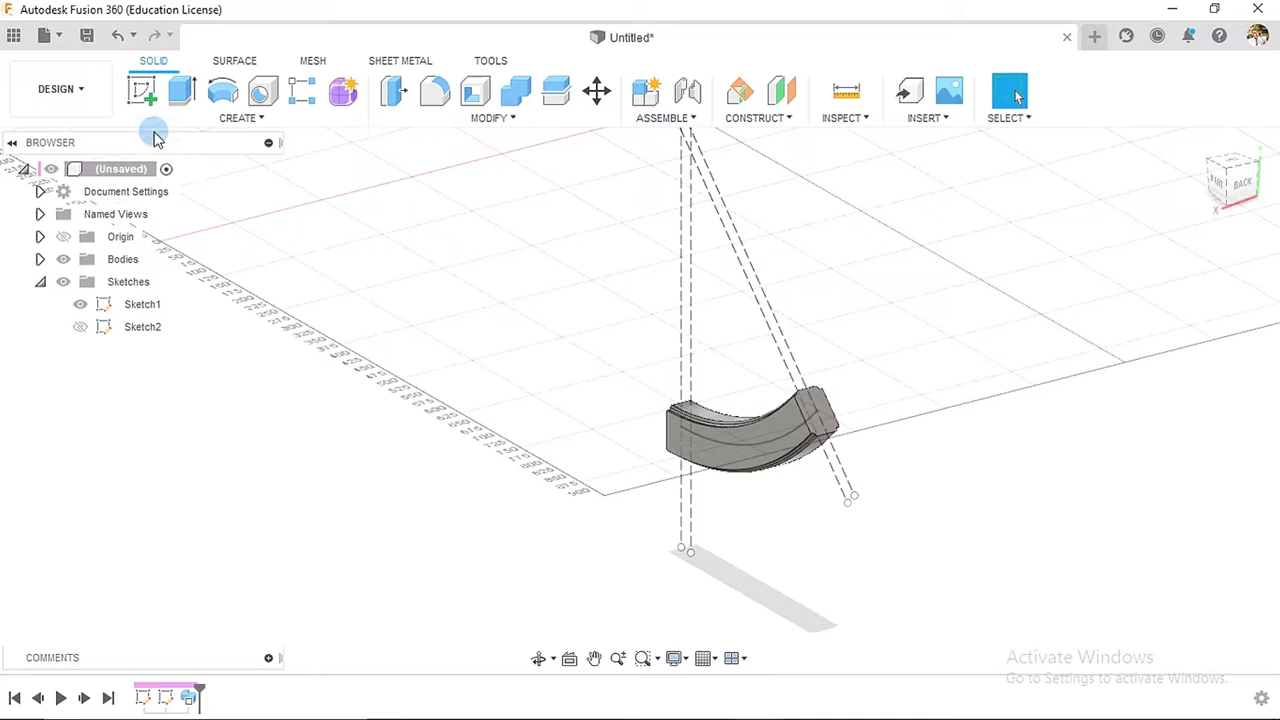 Autodesk Fusion 360 (Education License)
Untitled*
SOLID SURFACE MESH SHEET METAL TOOLS
DESIGN
CREATE MODIFY ASSEMBLE CONSTRUCT INSPECT INSERT SELECT
BROWSER
(Unsaved)
Document Settings
Named Views
Origin
Bodies
Sketches
Sketch1
Sketch2
BACK
X
COMMENTS
Activate Windows
Go to Settings to activate Windows.